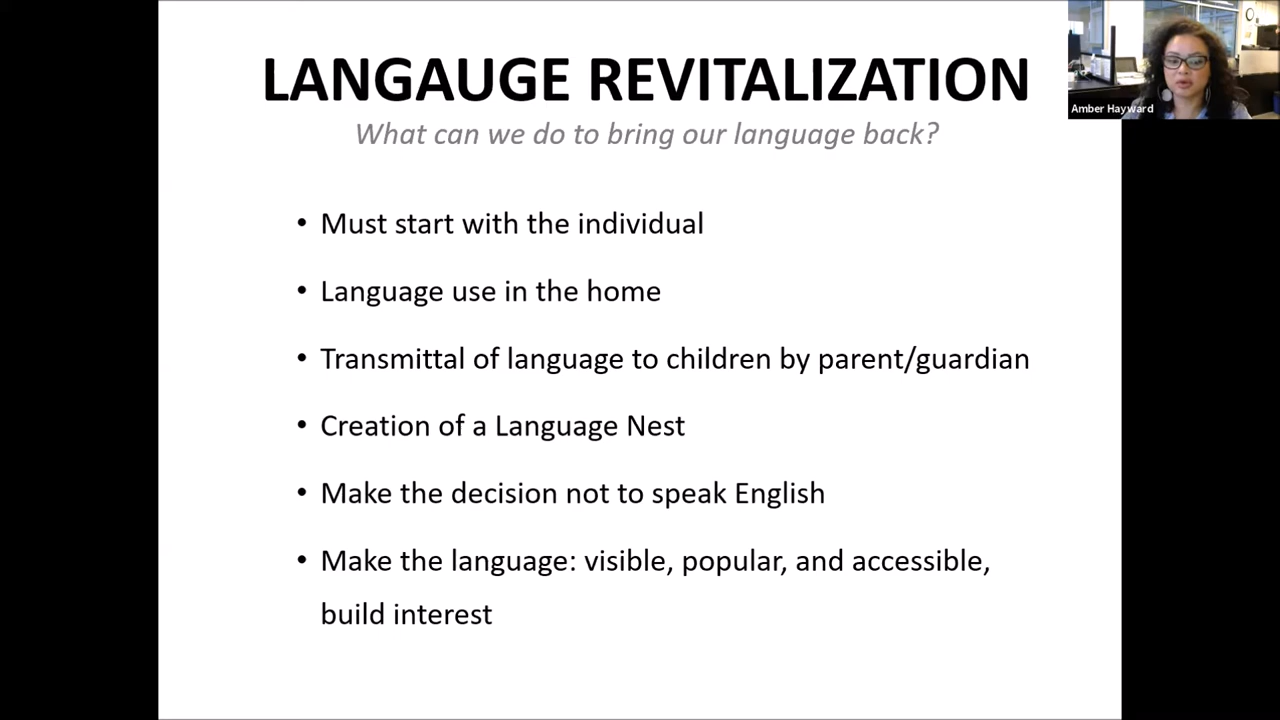 LANGAUGE REVITALIZATION
What can we do to bring our language back?
Amber Hayward
• Must start with the individual
• Language use in the home
• Transmittal of language to children by parent/guardian
• Creation of a Language Nest
• Make the decision not to speak English
• Make the language: visible, popular, and accessible,
build interest